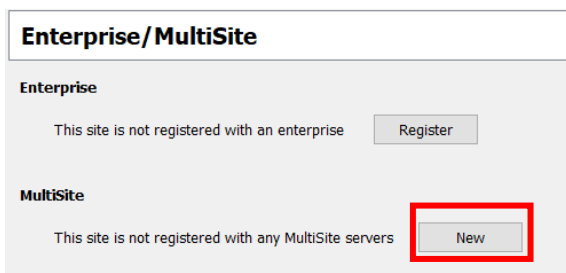 Enterprise/MultiSite
Enterprise
This site is not registered with an enterprise Register
MultiSite
This site is not registered with any MultiSite servers New